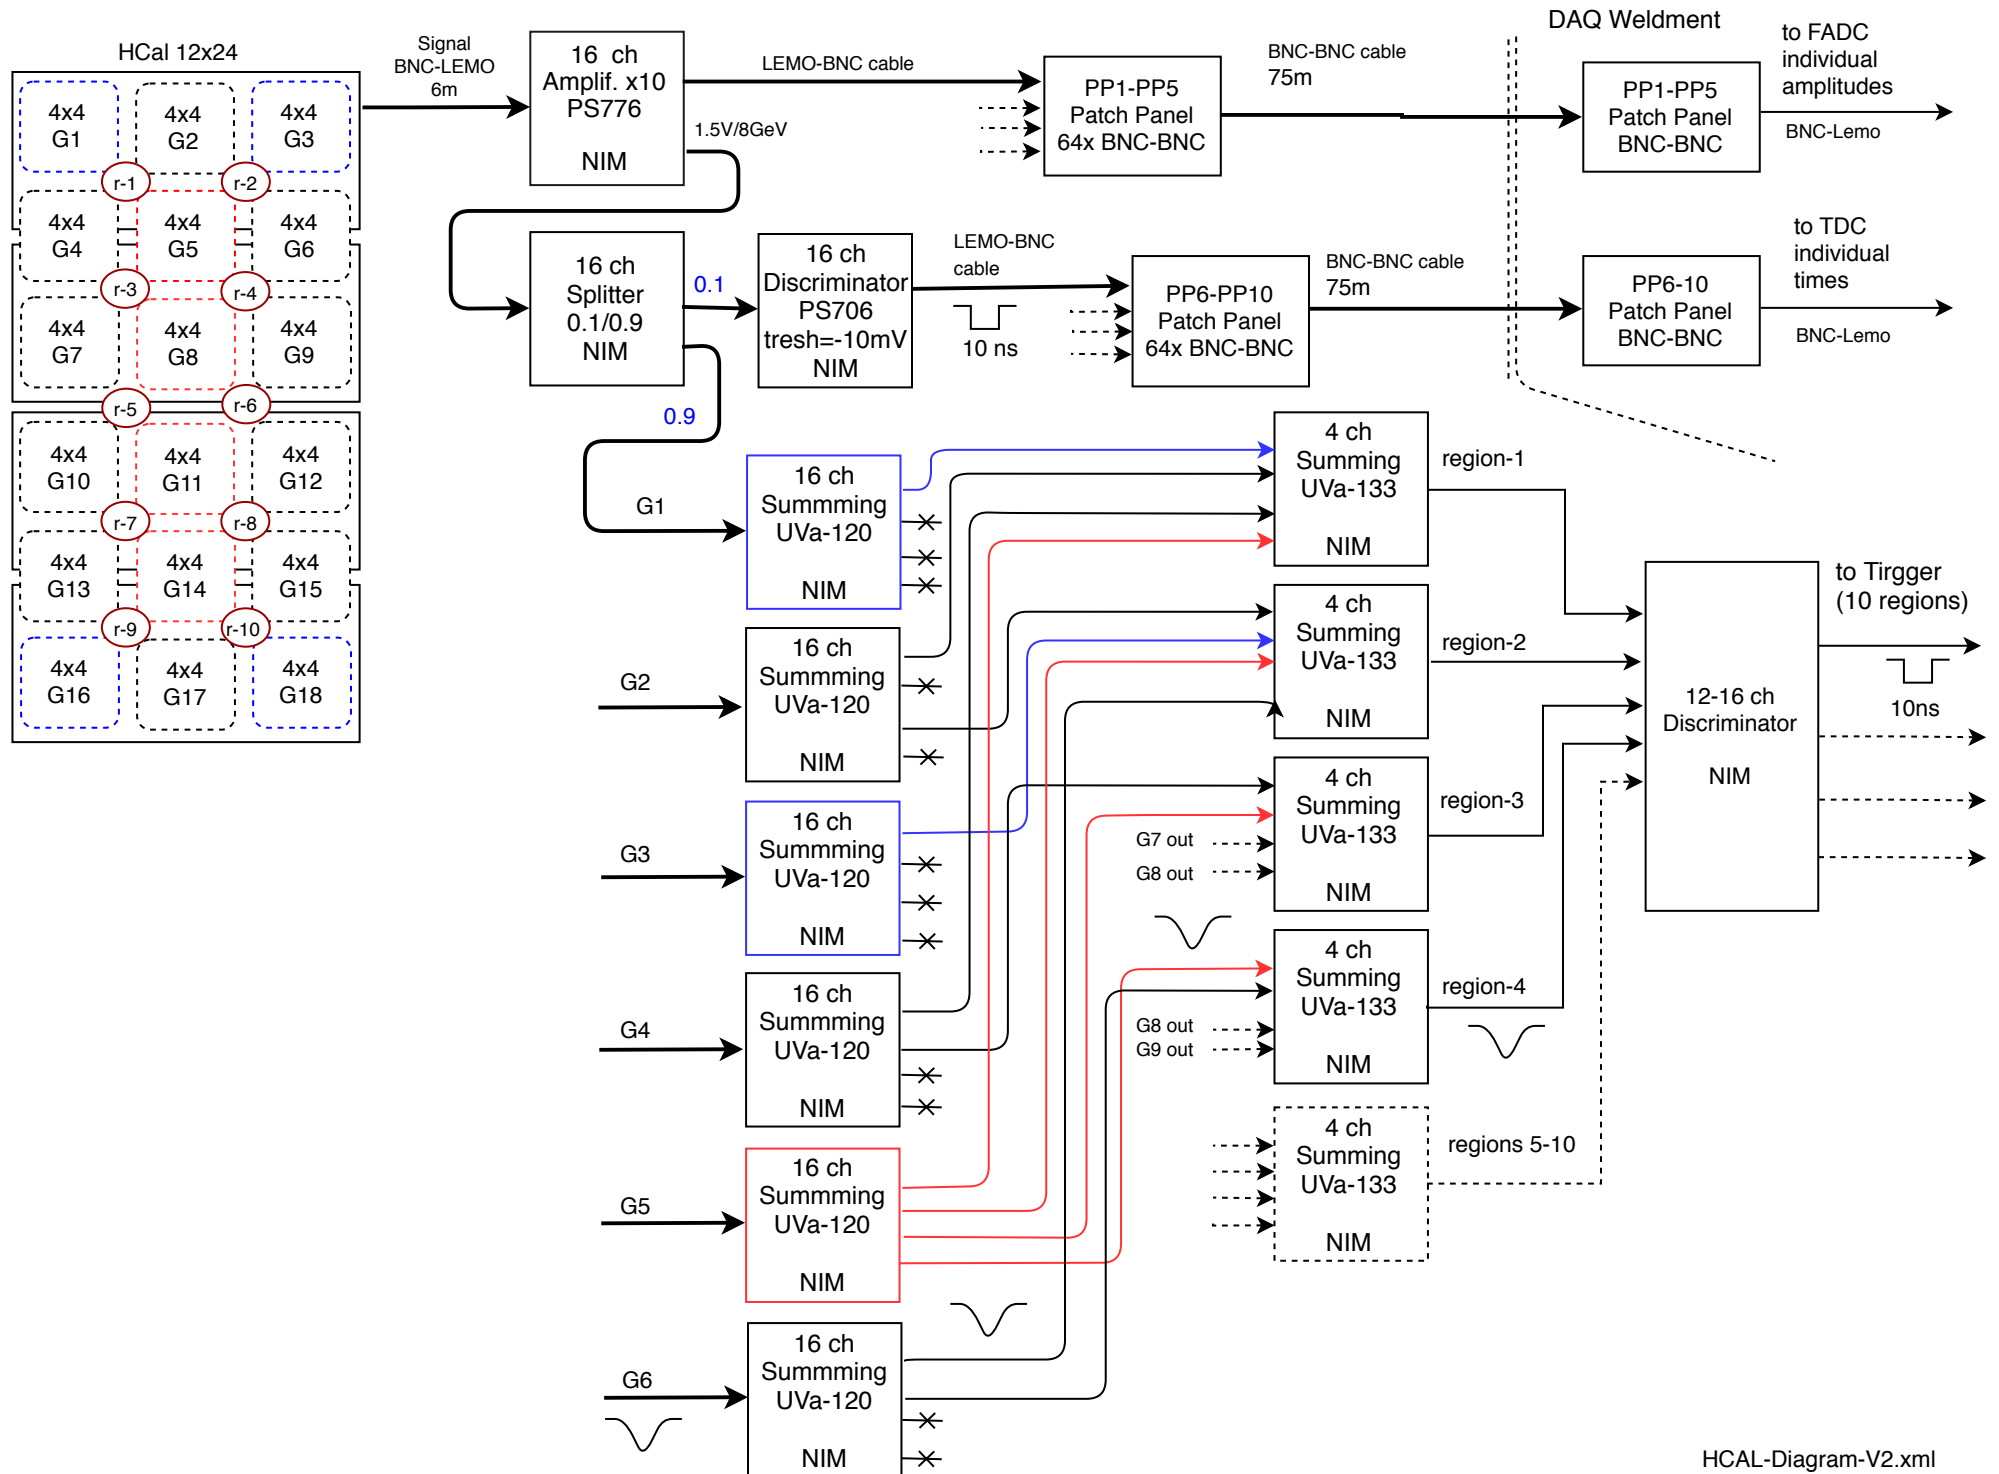 HCal 12x24
4x4
G1
4x4
G2
4x4
G3
r-1
r-2
4x4
G4
4x4
G5
4x4
G6
r-3
r-4
4x4
G7
4x4
G8
4x4
G9
r-5
r-6
4x4
G10
4x4
G11
4x4
G12
r-7
r-8
4x4
G13
4x4
G14
4x4
G15
r-9
r-10
4x4
G16
4x4
G17
4x4
G18
Signal
BNC-LEMO
6m
16 ch
Amplif. x10
PS776
NIM
LEMO-BNC cable
1.5V/8GeV
PP1-PP5
Patch Panel
64x BNC-BNC
BNC-BNC cable
75m
DAQ Weldment
PP1-PP5
Patch Panel
BNC-BNC
to FADC
individual
amplitudes
BNC-Lemo
16 ch
Splitter
0.1/0.9
NIM
0.1
0.9
16 ch
Discriminator
PS706
tresh=-10mV
NIM
LEMO-BNC
cable
10 ns
PP6-PP10
Patch Panel
64x BNC-BNC
BNC-BNC cable
75m
PP6-10
Patch Panel
BNC-BNC
to TDC
individual
times
BNC-Lemo
G1
16 ch
Summming
UVa-120
NIM
G2
16 ch
Summming
UVa-120
NIM
G3
16 ch
Summming
UVa-120
NIM
G4
16 ch
Summming
UVa-120
NIM
G5
16 ch
Summming
UVa-120
NIM
G6
16 ch
Summming
UVa-120
NIM
4 ch
Summing
UVa-133
NIM
region-1
4 ch
Summing
UVa-133
NIM
region-2
G7 out
G8 out
4 ch
Summing
UVa-133
NIM
region-3
G8 out
G9 out
4 ch
Summing
UVa-133
NIM
region-4
4 ch
Summing
UVa-133
NIM
regions 5-10
12-16 ch
Discriminator
NIM
to Tirgger
(10 regions)
10ns
HCAL-Diagram-V2.xml